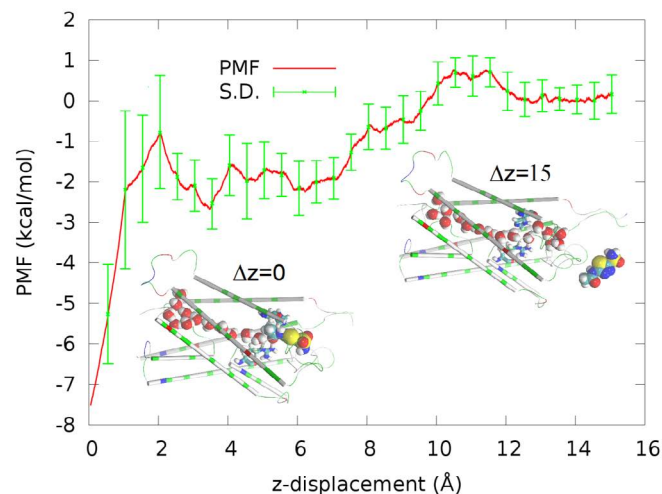 2
1
0
-1
-2
-3
-4
-5
-6
-7
-8
PMF (kcal/mol)
PMF
S.D.
Δz=15
Δz=0
0 2 4 6 8 10 12 14 16
z-displacement (Å)